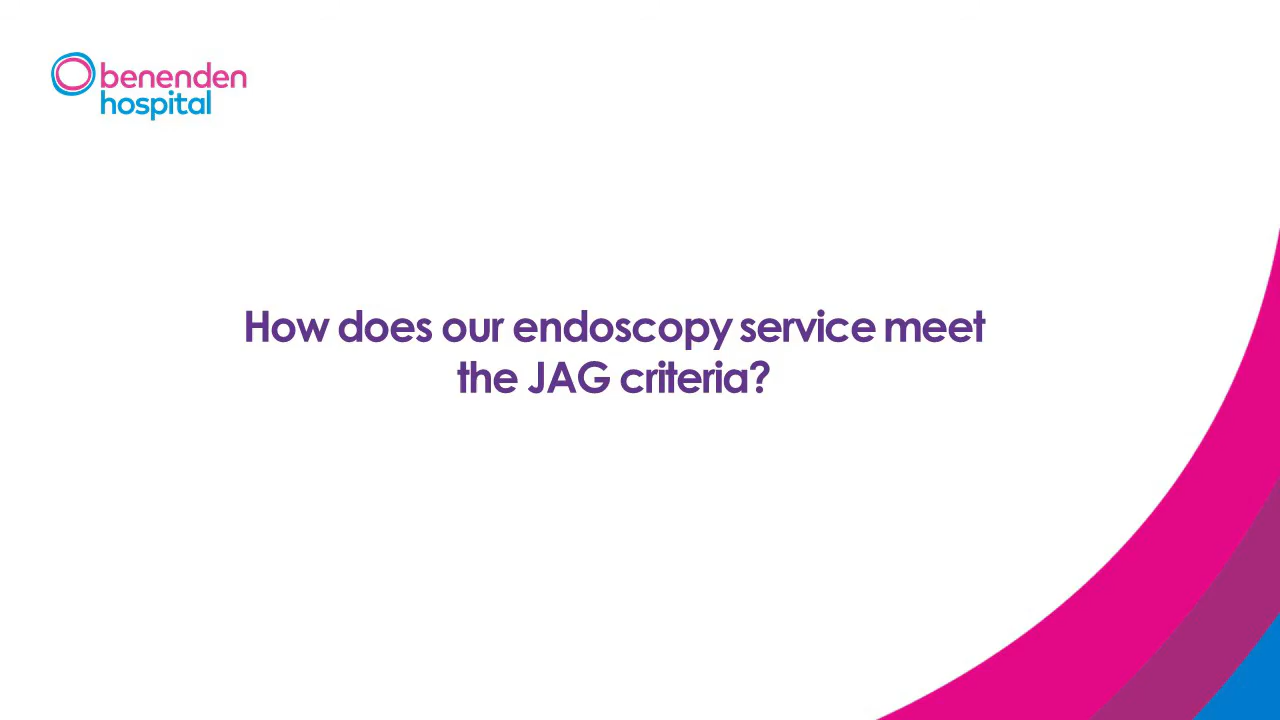 benenden
hospital
How does our endoscopy service meet
the JAG criteria?